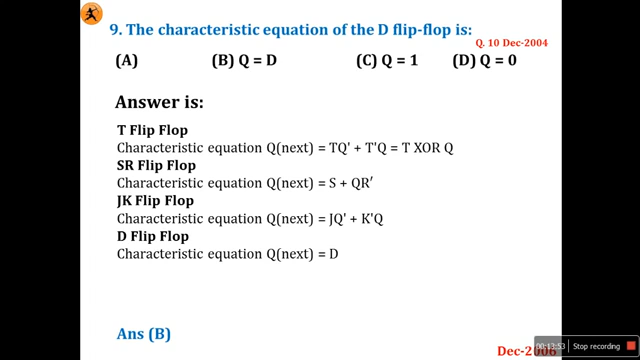 9. The characteristic equation of the D flip-flop is:
Q. 10 Dec-2004
(A) (B) Q = D (C) Q = 1 (D) Q = 0
Answer is:
T Flip Flop
Characteristic equation Q(next) = TQ' + T'Q = T XOR Q
SR Flip Flop
Characteristic equation Q(next) = S + QR′
JK Flip Flop
Characteristic equation Q(next) = JQ' + K'Q
D Flip Flop
Characteristic equation Q(next) = D
Ans (B)
Dec-2006
00:13:53 Stop recording